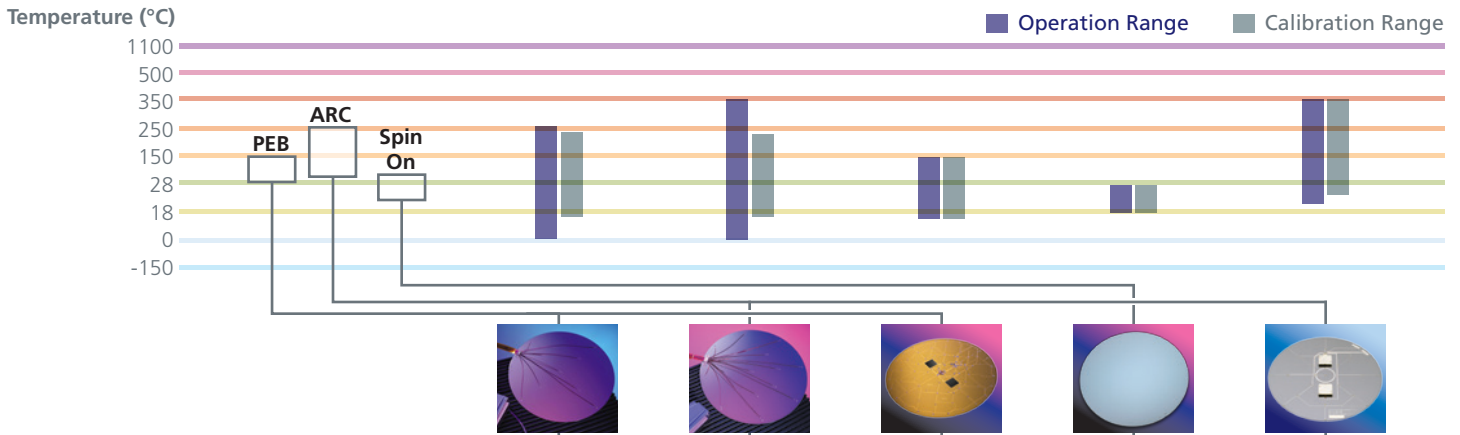 Temperature (°C)
Operation Range
Calibration Range
1100
500
350
250
150
28
18
0
-150
PEB
ARC
Spin
On